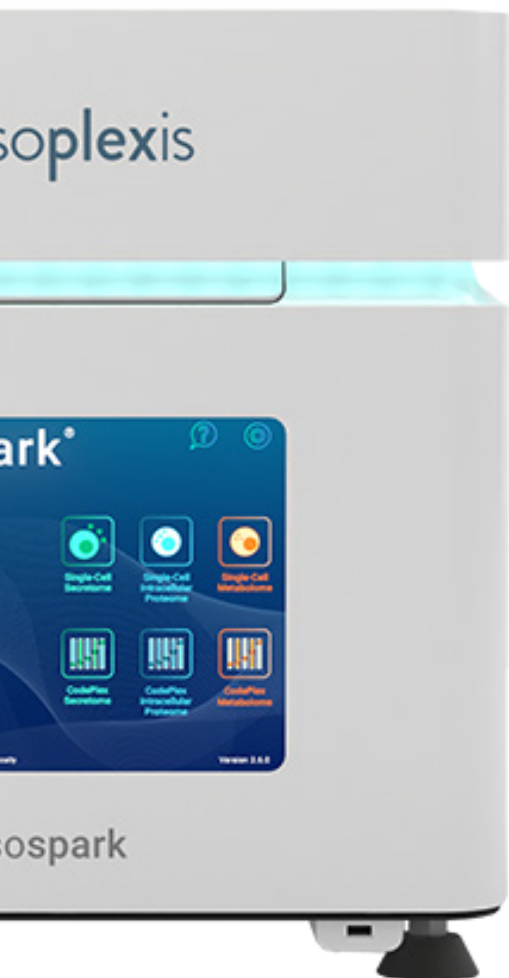 soplexis
ark®
?
Single-Cell
Secretome
Single-Cell
Intracellular
Proteome
Single-Cell
Metabolome
CodePlex
Secretome
CodePlex
Intracellular
Proteome
CodePlex
Metabolome
Version 2.6.0
sospark